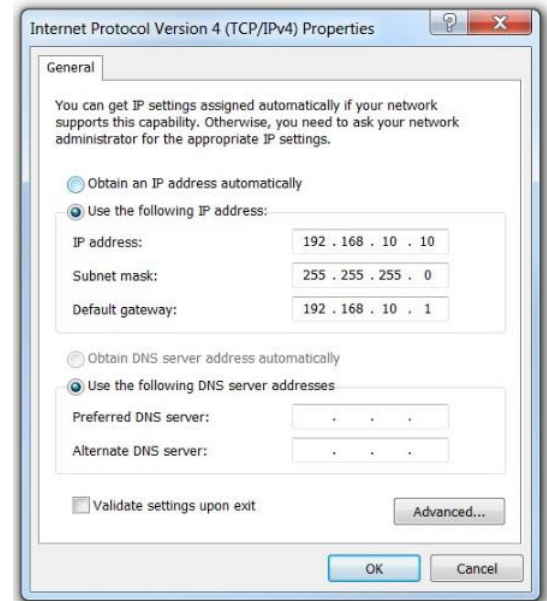 Internet Protocol Version 4 (TCP/IPv4) Properties
General
You can get IP settings assigned automatically if your network
supports this capability. Otherwise, you need to ask your network
administrator for the appropriate IP settings.
Obtain an IP address automatically
Use the following IP address:
IP address: 192 . 168 . 10 . 10
Subnet mask: 255 . 255 . 255 . 0
Default gateway: 192 . 168 . 10 . 1
Obtain DNS server address automatically
Use the following DNS server addresses
Preferred DNS server: . . .
Alternate DNS server: . . .
Validate settings upon exit
Advanced...
OK Cancel